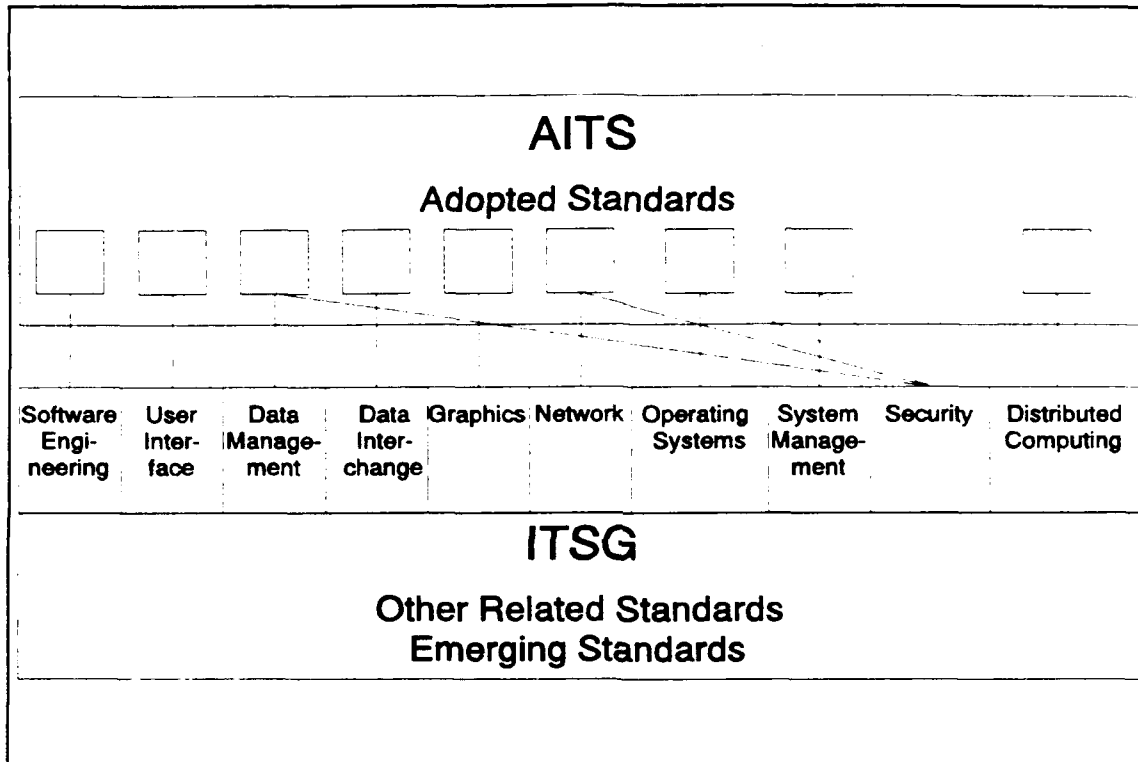 AITS
Adopted Standards
Software Engi- neering
User Inter- face
Data Manage- ment
Data Inter- change
Graphics
Network
Operating Systems
System Manage- ment
Security
Distributed Computing
ITSG
Other Related Standards
Emerging Standards